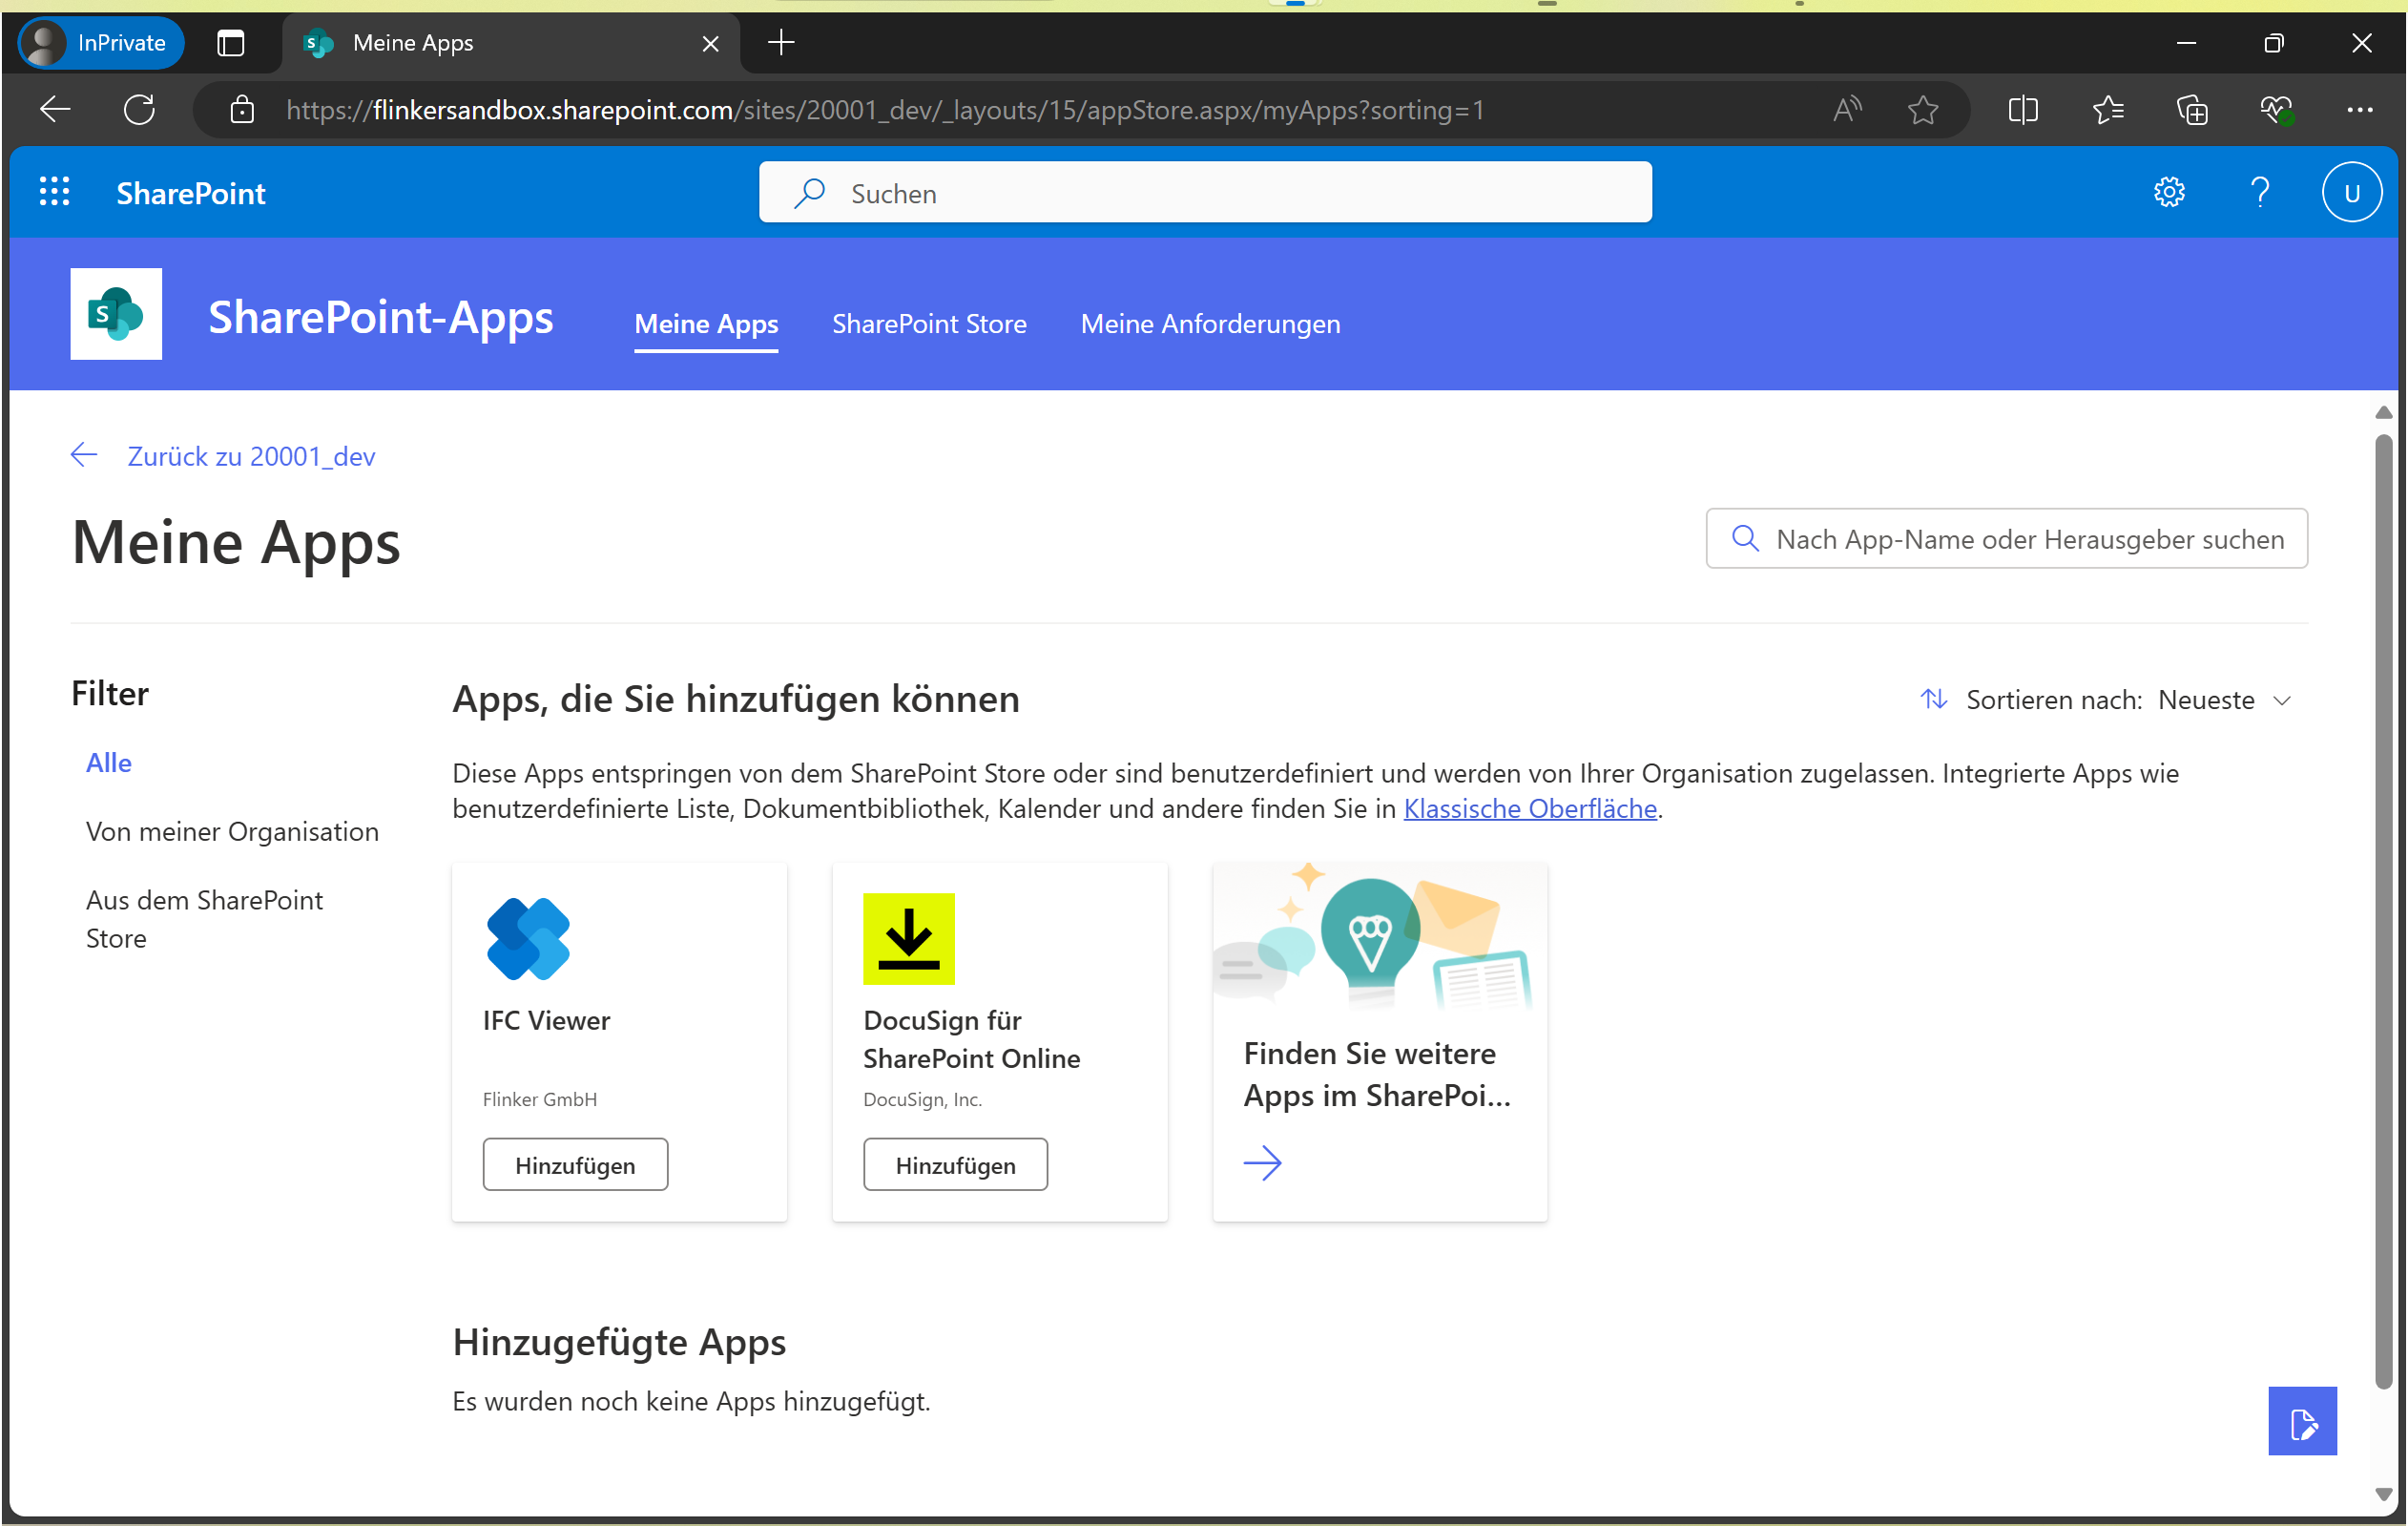 InPrivate
Meine Apps
https://flinkersandbox.sharepoint.com/sites/20001_dev/_layouts/15/appStore.aspx/myApps?sorting=1
SharePoint
Suchen
U
S
SharePoint-Apps
Meine Apps
SharePoint Store
Meine Anforderungen
Zurück zu 20001_dev
Meine Apps
Nach App-Name oder Herausgeber suchen
Filter
Alle
Von meiner Organisation
Aus dem SharePoint
Store
Apps, die Sie hinzufügen können
Sortieren nach: Neueste
Diese Apps entspringen von dem SharePoint Store oder sind benutzerdefiniert und werden von Ihrer Organisation zugelassen. Integrierte Apps wie
benutzerdefinierte Liste, Dokumentbibliothek, Kalender und andere finden Sie in Klassische Oberfläche.
IFC Viewer
Flinker GmbH
Hinzufügen
DocuSign für
SharePoint Online
DocuSign, Inc.
Hinzufügen
Finden Sie weitere
Apps im SharePoi...
Hinzugefügte Apps
Es wurden noch keine Apps hinzugefügt.